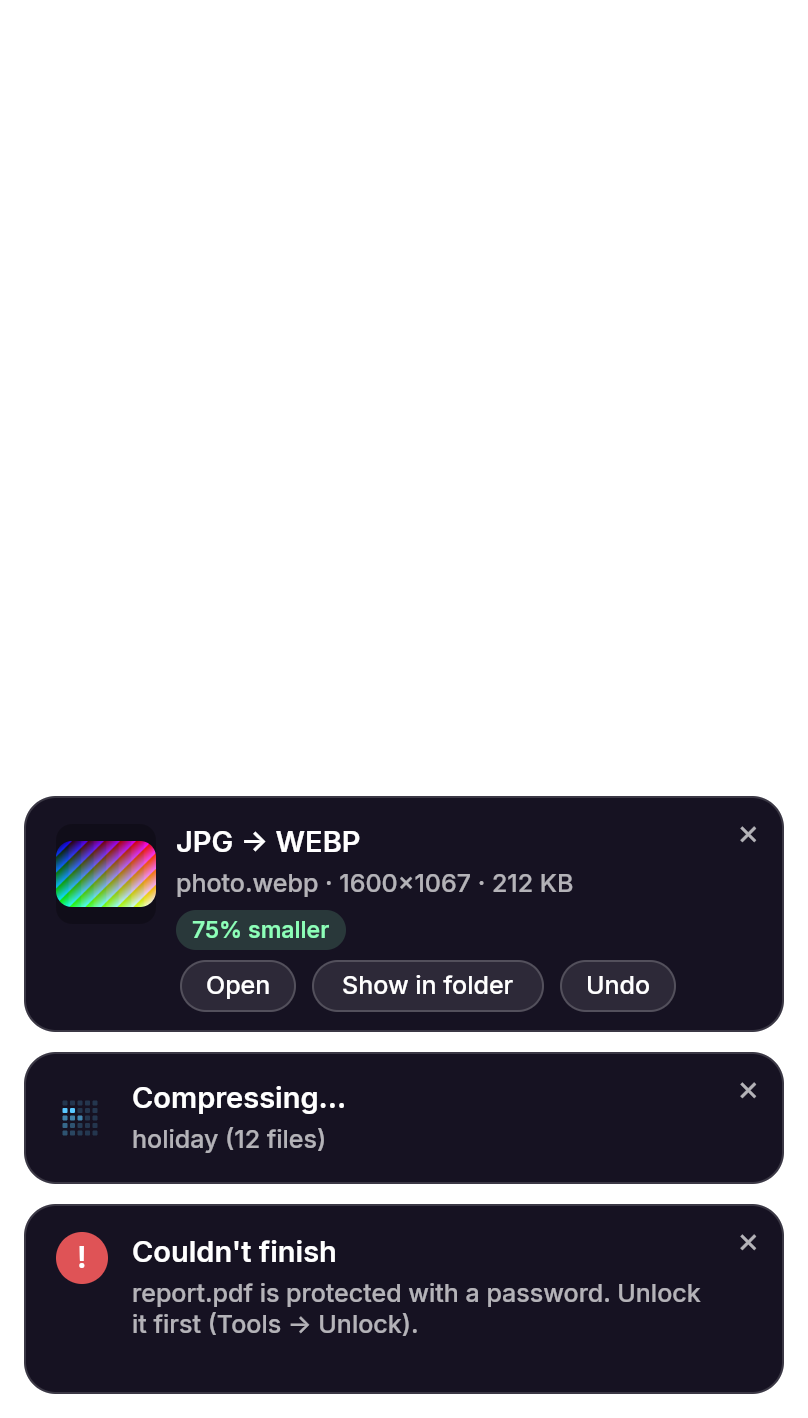 JPG → WEBP
photo.webp · 1600×1067 · 212 KB
75% smaller
Open Show in folder Undo
Compressing...
holiday (12 files)
!
Couldn't finish
report.pdf is protected with a password. Unlock
it first (Tools → Unlock).